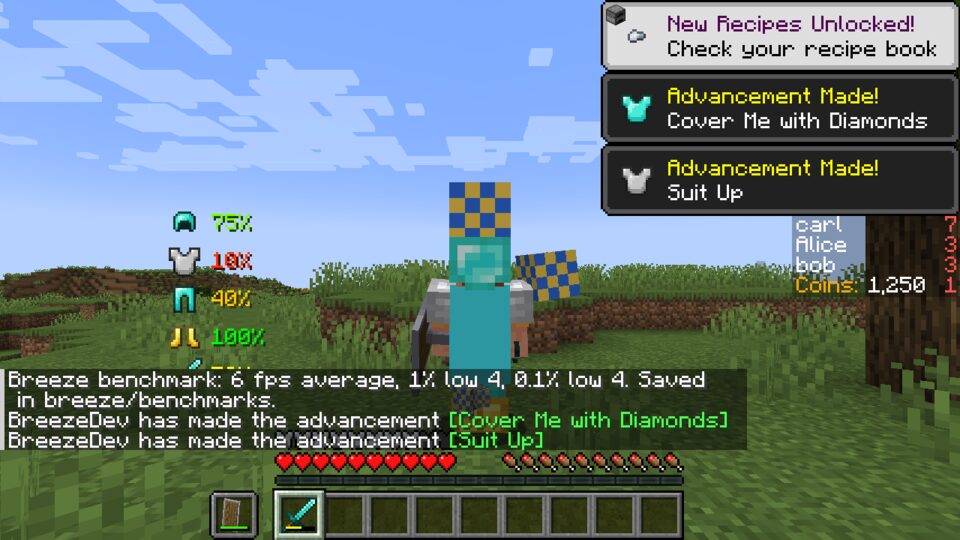 New Recipes Unlocked!
Check your recipe book
Advancement Made!
Cover Me with Diamonds
Advancement Made!
Suit Up
carl 7
Alice 3
bob 3
Coins: 1,250 1
75%
10%
40%
100%
Breeze benchmark: 6 fps average, 1% low 4, 0.1% low 4. Saved
in breeze/benchmarks.
BreezeDev has made the advancement [Cover Me with Diamonds]
BreezeDev has made the advancement [Suit Up]